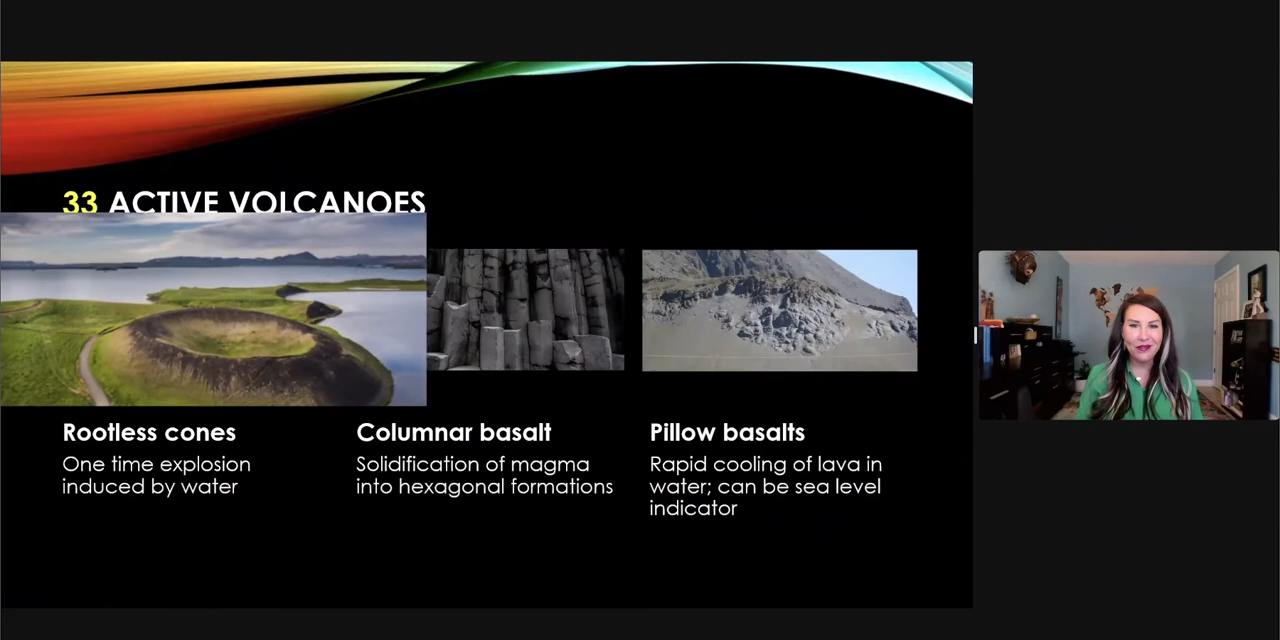 33 ACTIVE VOLCANOES
Rootless cones
One time explosion
induced by water
Columnar basalt
Solidification of magma
into hexagonal formations
Pillow basalts
Rapid cooling of lava in
water; can be sea level
indicator